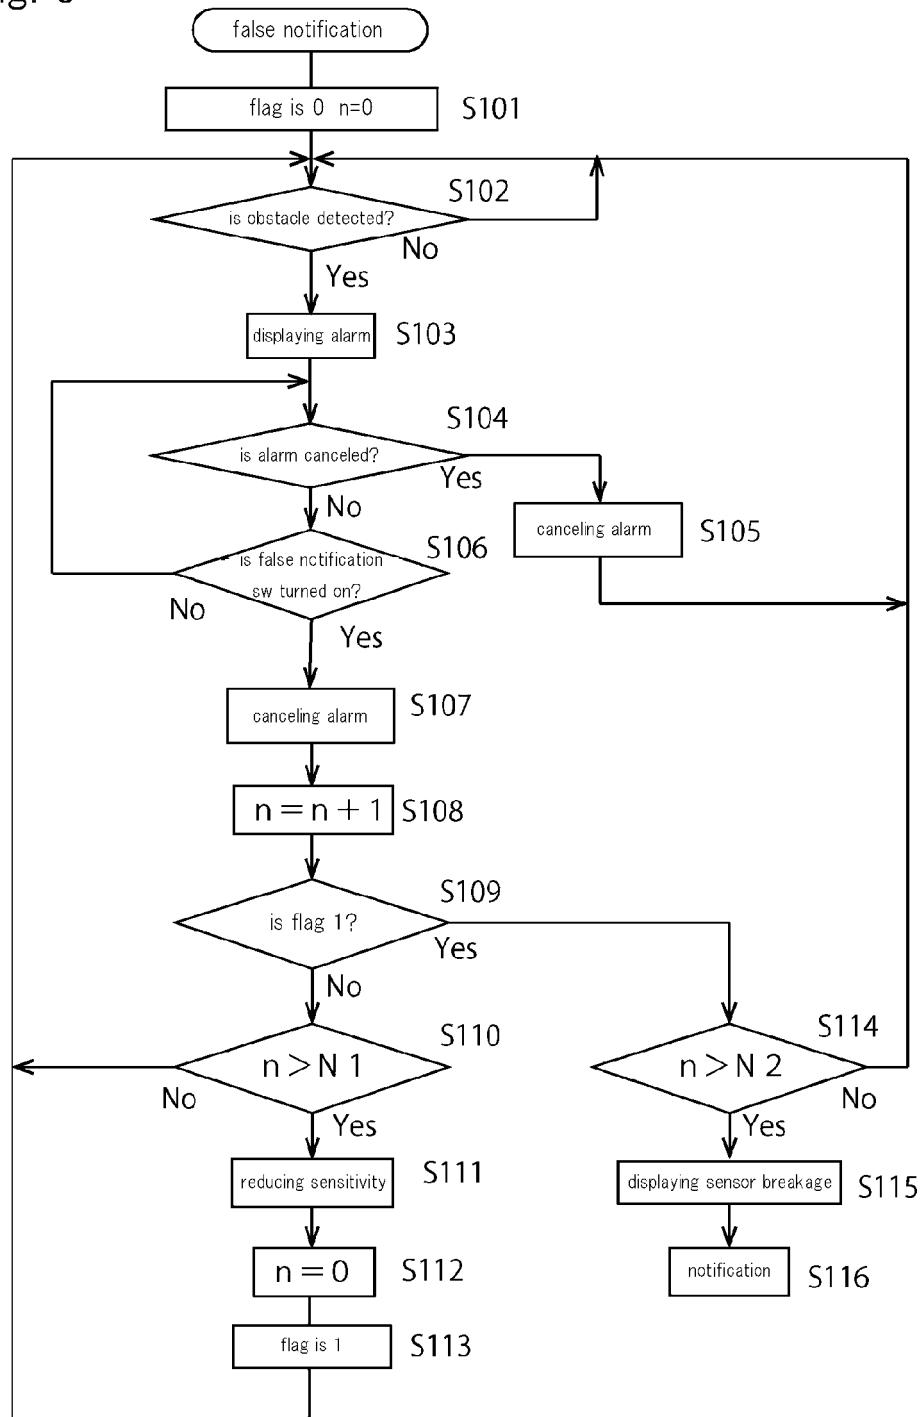 false notification
flag is 0 n=0
S101
S102
is obstacle detected?
No
Yes
displaying alarm
S103
S104
is alarm canceled?
Yes
No
canceling alarm
S105
S106
is false notification
sw turned on?
No
Yes
canceling alarm
S107
n = n + 1
S108
S109
is flag 1?
Yes
No
S110
n > N 1
No
Yes
S114
n > N 2
No
Yes
reducing sensitivity
S111
displaying sensor breakage
S115
n = 0
S112
notification
S116
flag is 1
S113